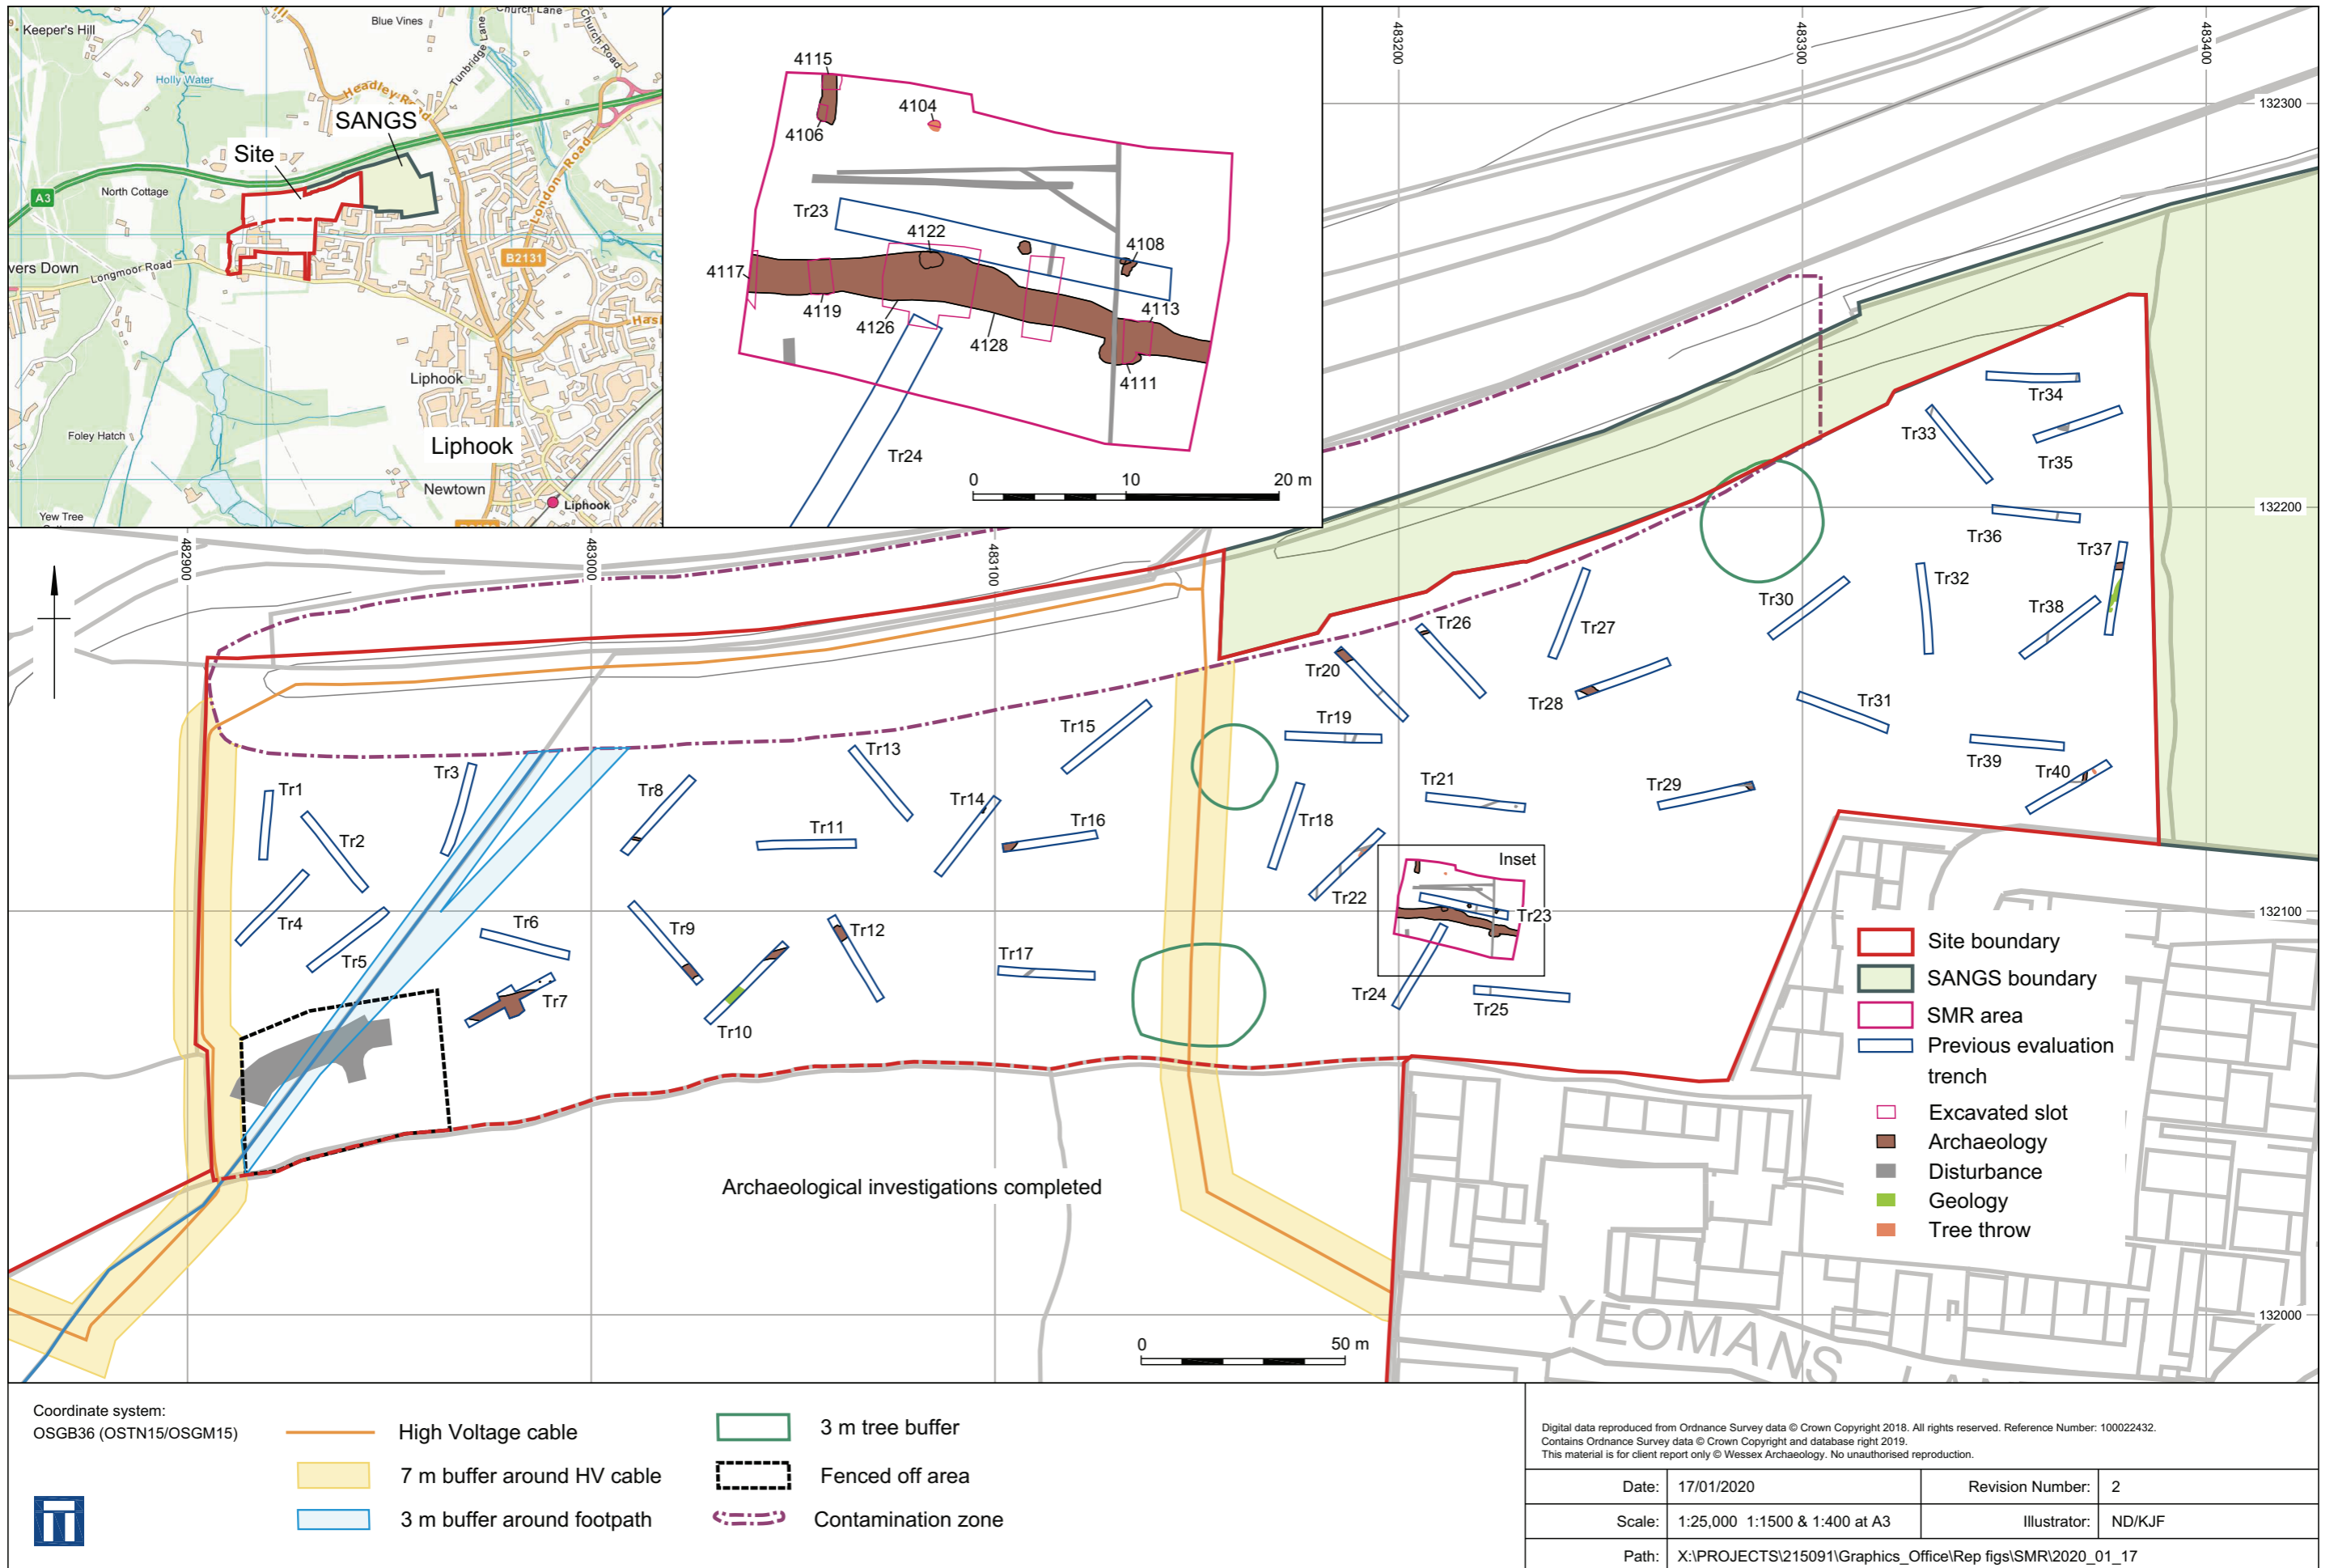 Keeper's Hill
Blue Vines
Church Lane
Church Road
Tunbridge Lane
Holly Water
Headley Road
SANGS
Site
London Road
A3
North Cottage
B2131
Longmoor Road
Liphook
Foley Hatch
Liphook
Newtown
Liphook
Yew Tree
4115
4104
4106
Tr23
4122
4108
4117
4119
4126
4128
4113
4111
Tr24
0 10 20 m
483200
483300
483400
132300
132200
132100
132000
482900
483000
483100
Tr34
Tr33
Tr35
Tr36
Tr37
Tr32
Tr38
Tr30
Tr27
Tr26
Tr20
Tr28
Tr31
Tr19
Tr39
Tr40
Tr29
Tr21
Tr15
Tr13
Tr3
Tr1
Tr8
Tr14
Tr2
Tr11
Tr16
Tr18
Tr22
Inset
Tr23
Tr4
Tr5
Tr6
Tr9
Tr12
Tr17
Tr7
Tr10
Tr24
Tr25
Site boundary
SANGS boundary
SMR area
Previous evaluation
trench
Excavated slot
Archaeology
Disturbance
Geology
Tree throw
Archaeological investigations completed
YEOMANS
0 50 m
Coordinate system:
OSGB36 (OSTN15/OSGM15)
High Voltage cable
7 m buffer around HV cable
3 m buffer around footpath
3 m tree buffer
Fenced off area
Contamination zone
Digital data reproduced from Ordnance Survey data © Crown Copyright 2018. All rights reserved. Reference Number: 100022432.
Contains Ordnance Survey data © Crown Copyright and database right 2019.
This material is for client report only © Wessex Archaeology. No unauthorised reproduction.
Date: 17/01/2020 Revision Number: 2
Scale: 1:25,000 1:1500 & 1:400 at A3 Illustrator: ND/KJF
Path: X:\PROJECTS\215091\Graphics_Office\Rep figs\SMR\2020_01_17